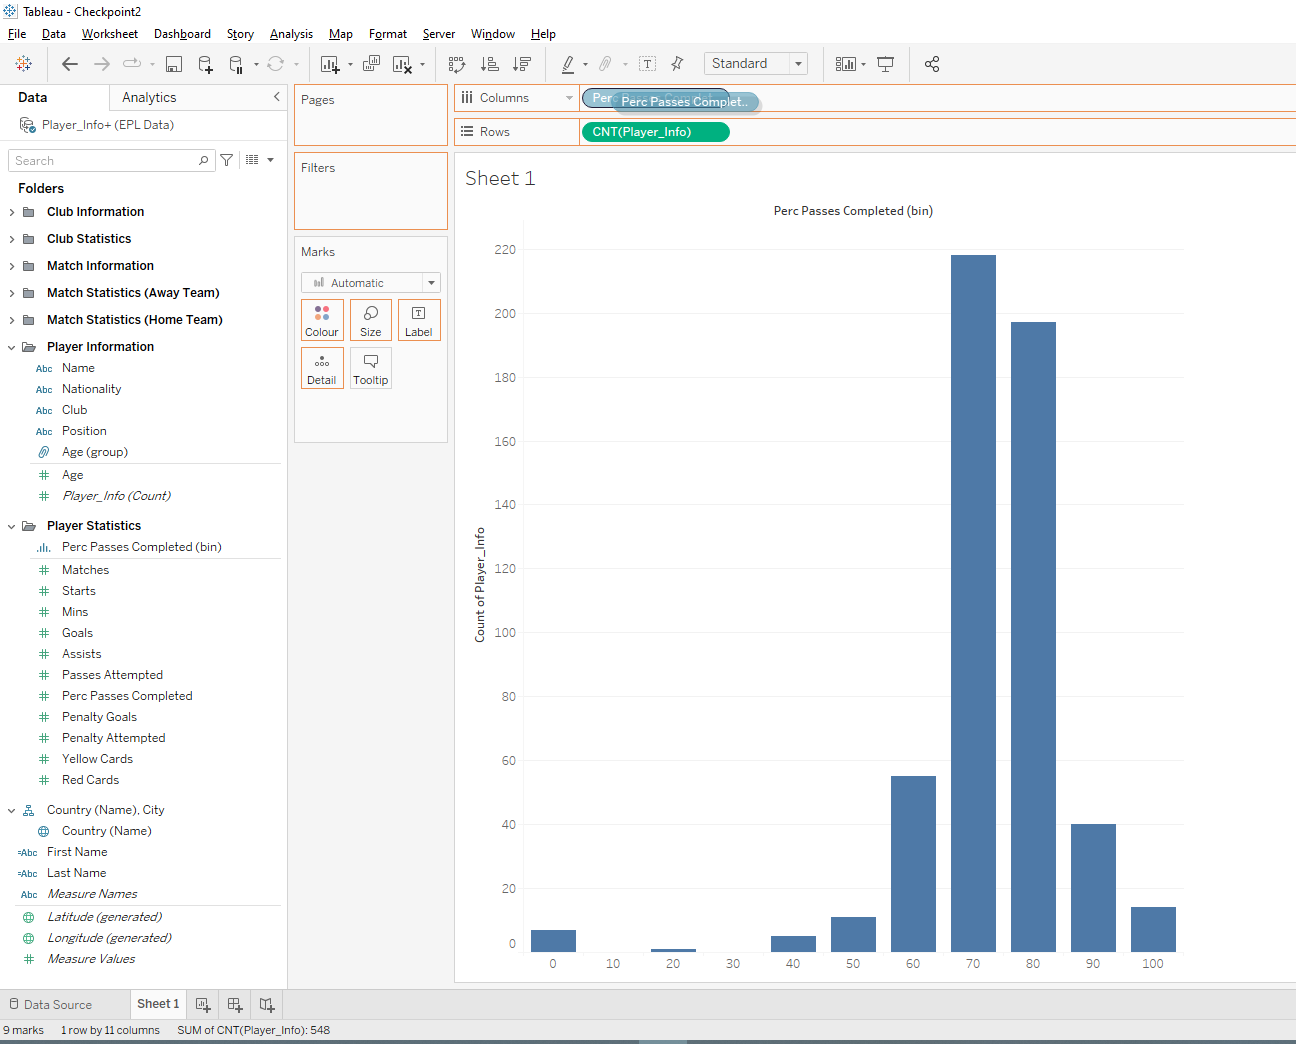 Tableau - Checkpoint2
File Data Worksheet Dashboard Story Analysis Map Format Server Window Help
Standard
Data Analytics
Player_Info+ (EPL Data)
Search
Folders
Club Information
Club Statistics
Match Information
Match Statistics (Away Team)
Match Statistics (Home Team)
Player Information
Abc Name
Abc Nationality
Abc Club
Abc Position
Age (group)
Age
Player_Info (Count)
Player Statistics
Perc Passes Completed (bin)
Matches
Starts
Mins
Goals
Assists
Passes Attempted
Perc Passes Completed
Penalty Goals
Penalty Attempted
Yellow Cards
Red Cards
Country (Name), City
Country (Name)
=Abc First Name
=Abc Last Name
Abc Measure Names
Latitude (generated)
Longitude (generated)
Measure Values
Pages
Filters
Marks
Automatic
Colour Size Label
Detail Tooltip
Columns
Perc Passes Complet..
Rows CNT(Player_Info)
Sheet 1
Perc Passes Completed (bin)
Count of Player_Info
220
200
180
160
140
120
100
80
60
40
20
0
0 10 20 30 40 50 60 70 80 90 100
Data Source Sheet 1
9 marks 1 row by 11 columns SUM of CNT(Player_Info): 548